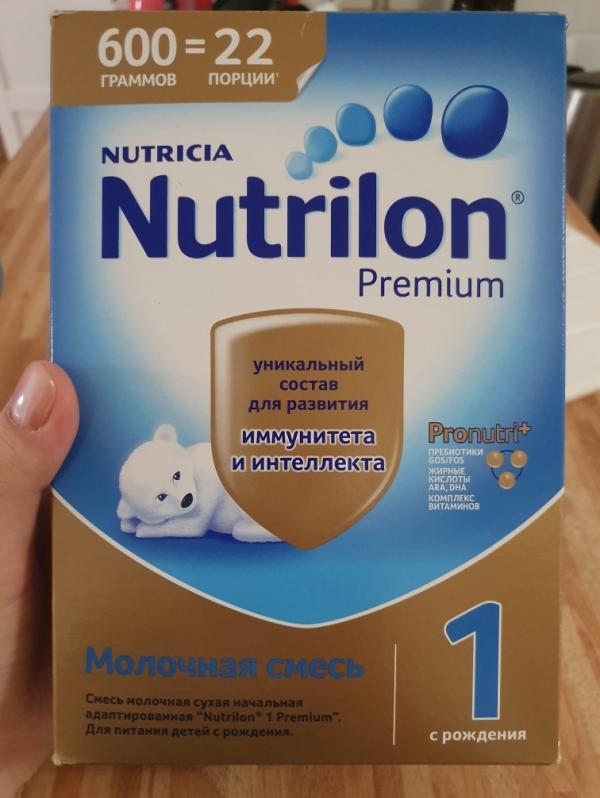 600 = 22
ГРАММОВ ПОРЦИИ¹
NUTRICIA
Nutrilon®
Premium
уникальный
состав
для развития
иммунитета
и интеллекта
Pronutri+
ПРЕБИОТИКИ
GOS/FOS
ЖИРНЫЕ
КИСЛОТЫ
ARA, DHA
КОМПЛЕКС
ВИТАМИНОВ
Молочная смесь
Смесь молочная сухая начальная
адаптированная "Nutrilon® 1 Premium".
Для питания детей с рождения.
1
с рождения